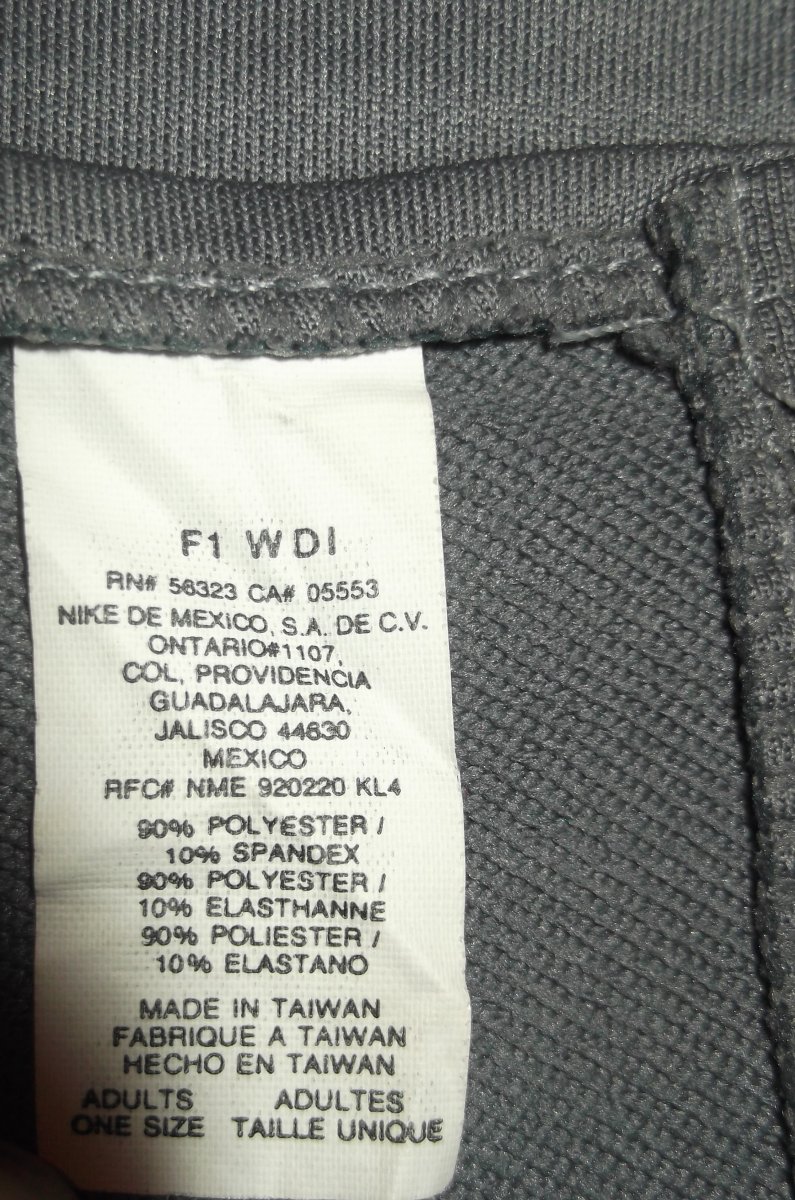 F1 WDI
RN# 56323 CA# 05553
NIKE DE MEXICO, S.A. DE C.V.
ONTARIO#1107,
COL, PROVIDENCIA
GUADALAJARA,
JALISCO 44630
MEXICO
RFC# NME 920220 KL4
90% POLYESTER /
10% SPANDEX
90% POLYESTER /
10% ELASTHANNE
90% POLIESTER /
10% ELASTANO
MADE IN TAIWAN
FABRIQUE A TAIWAN
HECHO EN TAIWAN
ADULTS ADULTES
ONE SIZE TAILLE UNIQUE